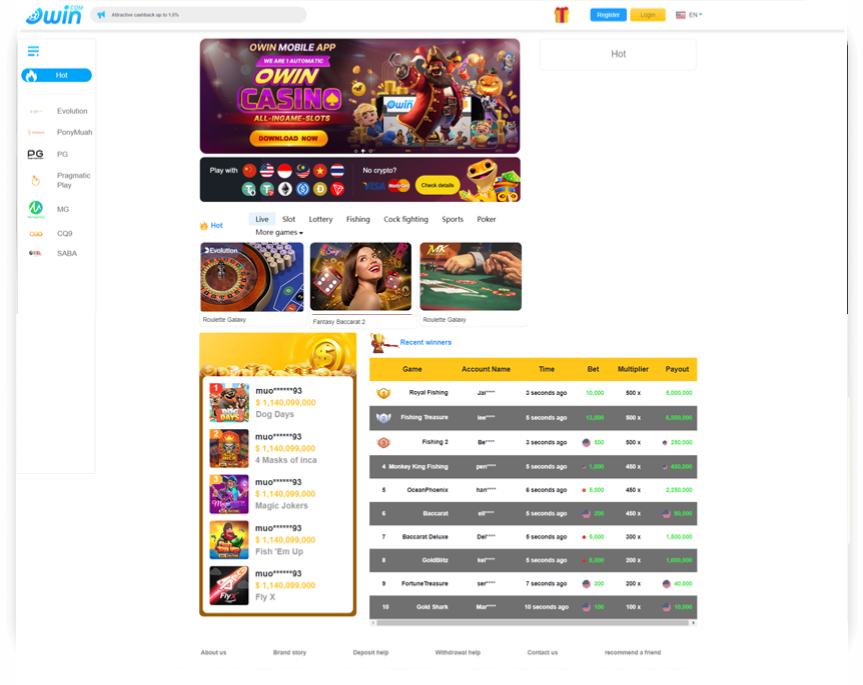 Owin
.COM
Attractive cashback up to 1.5%
Register
Login
EN
Hot
Evolution
PonyMuah
PG
PG
Pragmatic
Play
MG
CQ9
SABA
OWIN MOBILE APP
WE ARE 1 AUTOMATIC
OWIN
CASINO
ALL-INGAME-SLOTS
DOWNLOAD NOW
Hot
Play with
No crypto?
VISA
Check details
Hot
Live Slot Lottery Fishing Cock fighting Sports Poker
More games
Evolution
MK
Roulette Galaxy
Fantasy Baccarat 2
Roulette Galaxy
1
muo******93
$ 1,140,099,000
Dog Days
2
muo******93
$ 1,140,099,000
4 Masks of inca
3
muo******93
$ 1,140,099,000
Magic Jokers
muo******93
$ 1,140,099,000
Fish 'Em Up
muo******93
$ 1,140,099,000
Fly X
Recent winners
Game Account Name Time Bet Multiplier Payout
Royal Fishing Jai**** 3 seconds ago 10,000 500 x 5,000,000
Fishing Treasure lee**** 5 seconds ago 12,000 500 x 6,000,000
Fishing 2 Be**** 3 seconds ago 500 500 x 250,000
4 Monkey King Fishing pen**** 5 seconds ago 1,000 450 x 450,000
5 OceanPhoenix han**** 6 seconds ago 5,000 450 x 2,250,000
6 Baccarat eli**** 5 seconds ago 200 450 x 90,000
7 Baccarat Deluxe Del**** 5 seconds ago 5,000 300 x 1,500,000
8 GoldBlitz kel**** 5 seconds ago 200 x 1,000,000
9 FortuneTreasure ser**** 7 seconds ago 200 200 x 40,000
10 Gold Shark Mar**** 10 seconds ago 100 100 x 10,000
About us Brand story Deposit help Withdrawal help Contact us recommend a friend